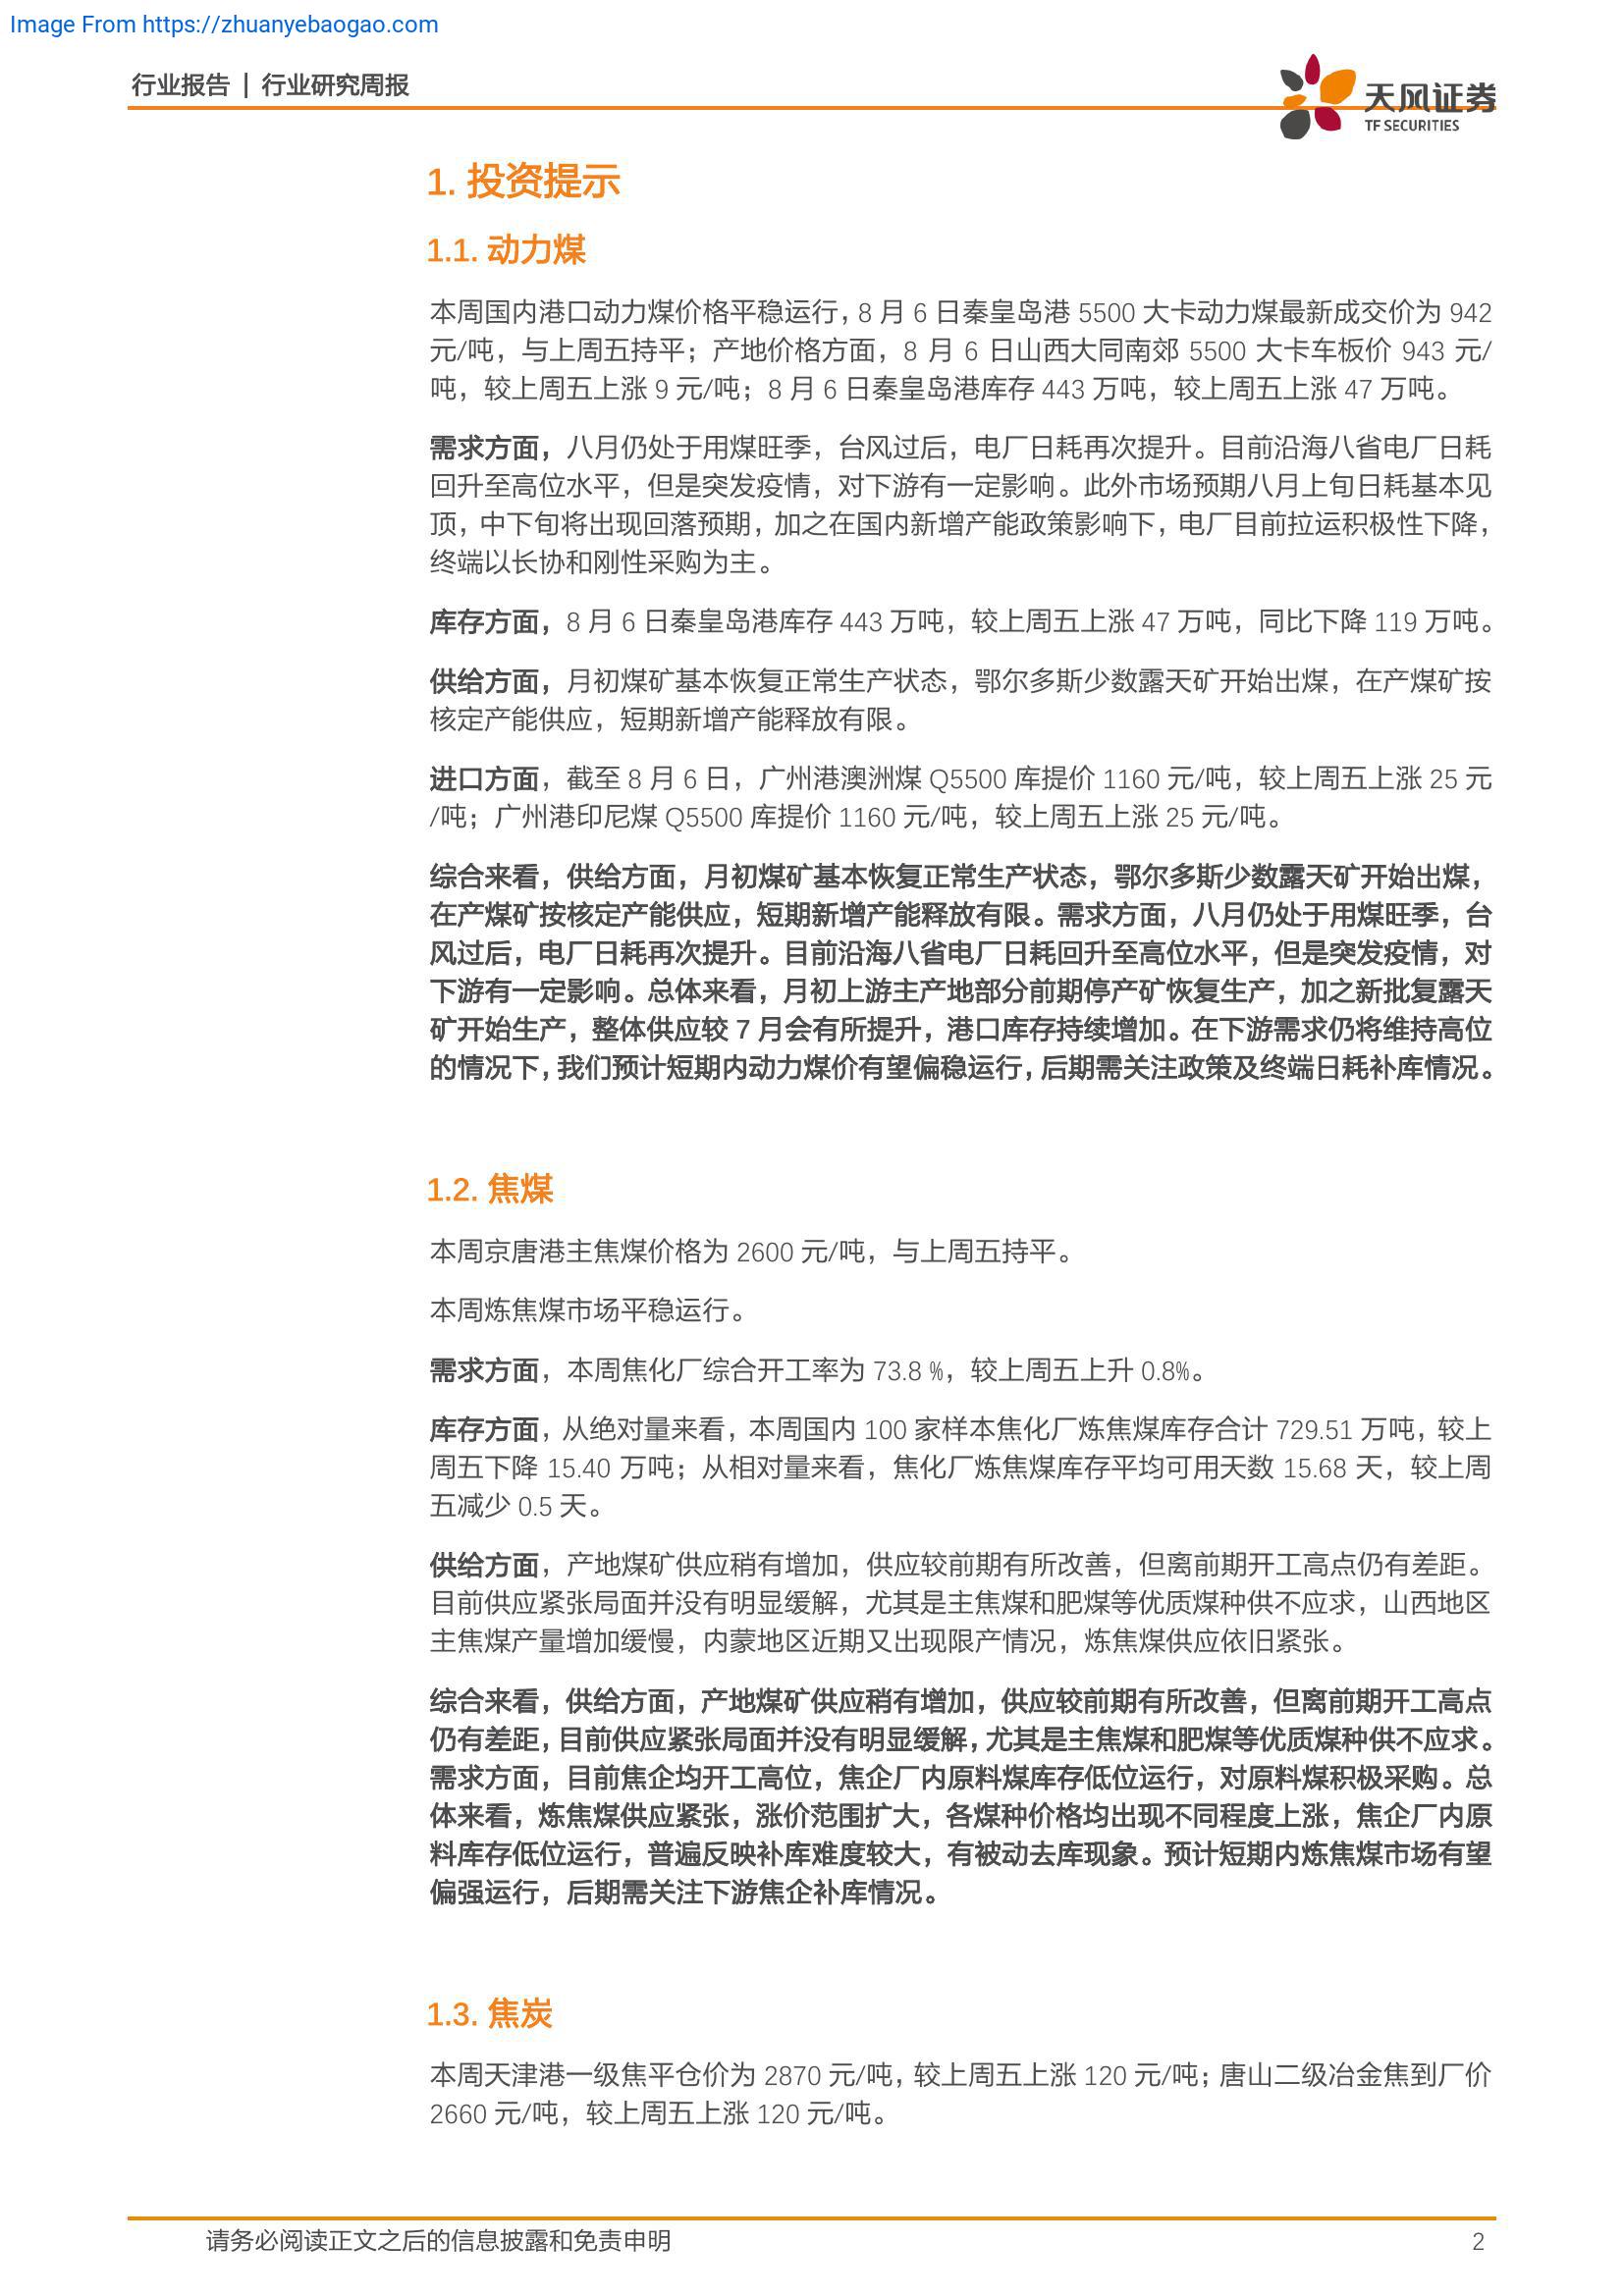 Image From https://zhuanyebaogao.com
行业报告 | 行业研究周报
天风证券
TF SECURITIES
1. 投资提示
1.1. 动力煤
本周国内港口动力煤价格平稳运行，8 月 6 日秦皇岛港 5500 大卡动力煤最新成交价为 942
元/吨，与上周五持平；产地价格方面，8 月 6 日山西大同南郊 5500 大卡车板价 943 元/
吨，较上周五上涨 9 元/吨；8 月 6 日秦皇岛港库存 443 万吨，较上周五上涨 47 万吨。
需求方面，八月仍处于用煤旺季，台风过后，电厂日耗再次提升。目前沿海八省电厂日耗
回升至高位水平，但是突发疫情，对下游有一定影响。此外市场预期八月上旬日耗基本见
顶，中下旬将出现回落预期，加之在国内新增产能政策影响下，电厂目前拉运积极性下降，
终端以长协和刚性采购为主。
库存方面，8 月 6 日秦皇岛港库存 443 万吨，较上周五上涨 47 万吨，同比下降 119 万吨。
供给方面，月初煤矿基本恢复正常生产状态，鄂尔多斯少数露天矿开始出煤，在产煤矿按
核定产能供应，短期新增产能释放有限。
进口方面，截至 8 月 6 日，广州港澳洲煤 Q5500 库提价 1160 元/吨，较上周五上涨 25 元
/吨；广州港印尼煤 Q5500 库提价 1160 元/吨，较上周五上涨 25 元/吨。
综合来看，供给方面，月初煤矿基本恢复正常生产状态，鄂尔多斯少数露天矿开始出煤，
在产煤矿按核定产能供应，短期新增产能释放有限。需求方面，八月仍处于用煤旺季，台
风过后，电厂日耗再次提升。目前沿海八省电厂日耗回升至高位水平，但是突发疫情，对
下游有一定影响。总体来看，月初上游主产地部分前期停产矿恢复生产，加之新批复露天
矿开始生产，整体供应较 7 月会有所提升，港口库存持续增加。在下游需求仍将维持高位
的情况下，我们预计短期内动力煤价有望偏稳运行，后期需关注政策及终端日耗补库情况。
1.2. 焦煤
本周京唐港主焦煤价格为 2600 元/吨，与上周五持平。
本周炼焦煤市场平稳运行。
需求方面，本周焦化厂综合开工率为 73.8 %，较上周五上升 0.8%。
库存方面，从绝对量来看，本周国内 100 家样本焦化厂炼焦煤库存合计 729.51 万吨，较上
周五下降 15.40 万吨；从相对量来看，焦化厂炼焦煤库存平均可用天数 15.68 天，较上周
五减少 0.5 天。
供给方面，产地煤矿供应稍有增加，供应较前期有所改善，但离前期开工高点仍有差距。
目前供应紧张局面并没有明显缓解，尤其是主焦煤和肥煤等优质煤种供不应求，山西地区
主焦煤产量增加缓慢，内蒙地区近期又出现限产情况，炼焦煤供应依旧紧张。
综合来看，供给方面，产地煤矿供应稍有增加，供应较前期有所改善，但离前期开工高点
仍有差距，目前供应紧张局面并没有明显缓解，尤其是主焦煤和肥煤等优质煤种供不应求。
需求方面，目前焦企均开工高位，焦企厂内原料煤库存低位运行，对原料煤积极采购。总
体来看，炼焦煤供应紧张，涨价范围扩大，各煤种价格均出现不同程度上涨，焦企厂内原
料库存低位运行，普遍反映补库难度较大，有被动去库现象。预计短期内炼焦煤市场有望
偏强运行，后期需关注下游焦企补库情况。
1.3. 焦炭
本周天津港一级焦平仓价为 2870 元/吨，较上周五上涨 120 元/吨；唐山二级冶金焦到厂价
2660 元/吨，较上周五上涨 120 元/吨。
请务必阅读正文之后的信息披露和免责申明
2